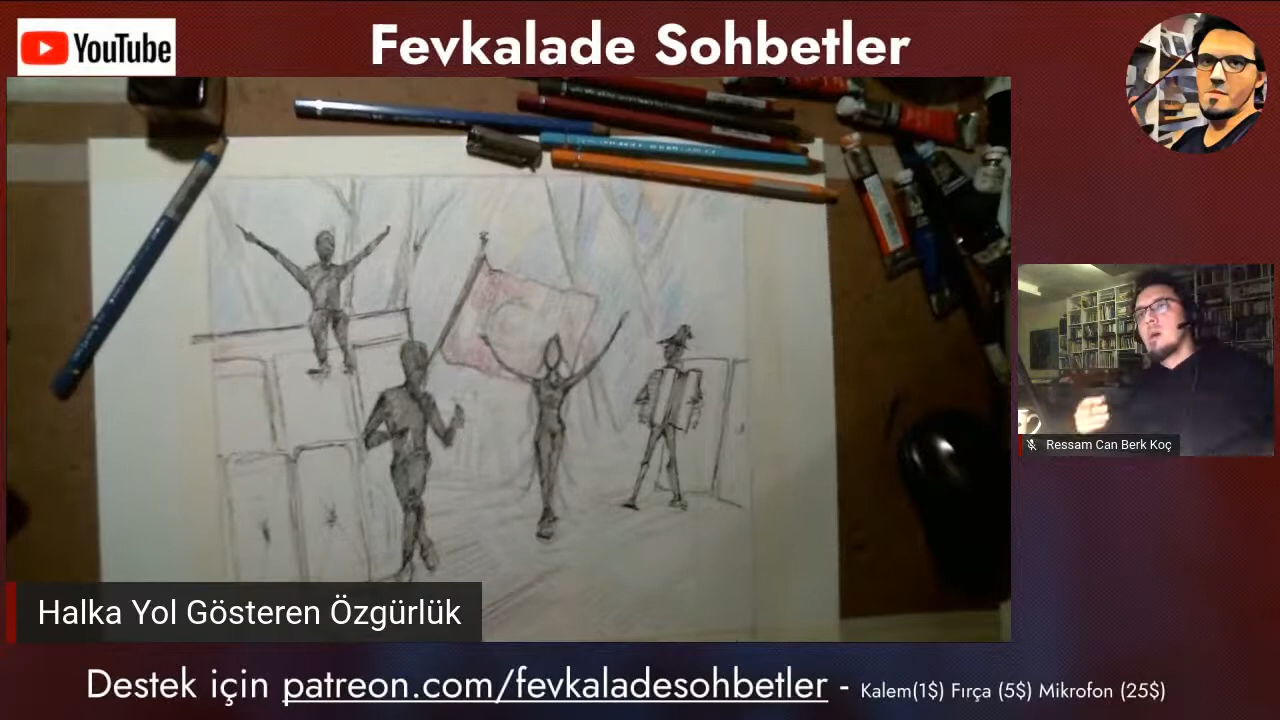 YouTube
Fevkalade Sohbetler
Ressam Can Berk Koç
Halka Yol Gösteren Özgürlük
Destek için patreon.com/fevkaladesohbetler - Kalem(1$) Fırça (5$) Mikrofon (25$)